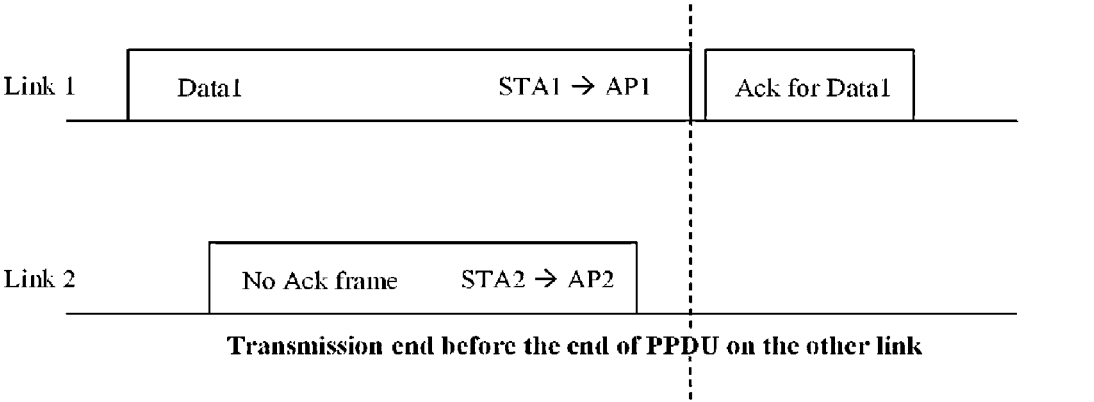 Link 1
Data1 STA1 → AP1
Ack for Data1
Link 2
No Ack frame STA2 → AP2
Transmission end before the end of PPDU on the other link